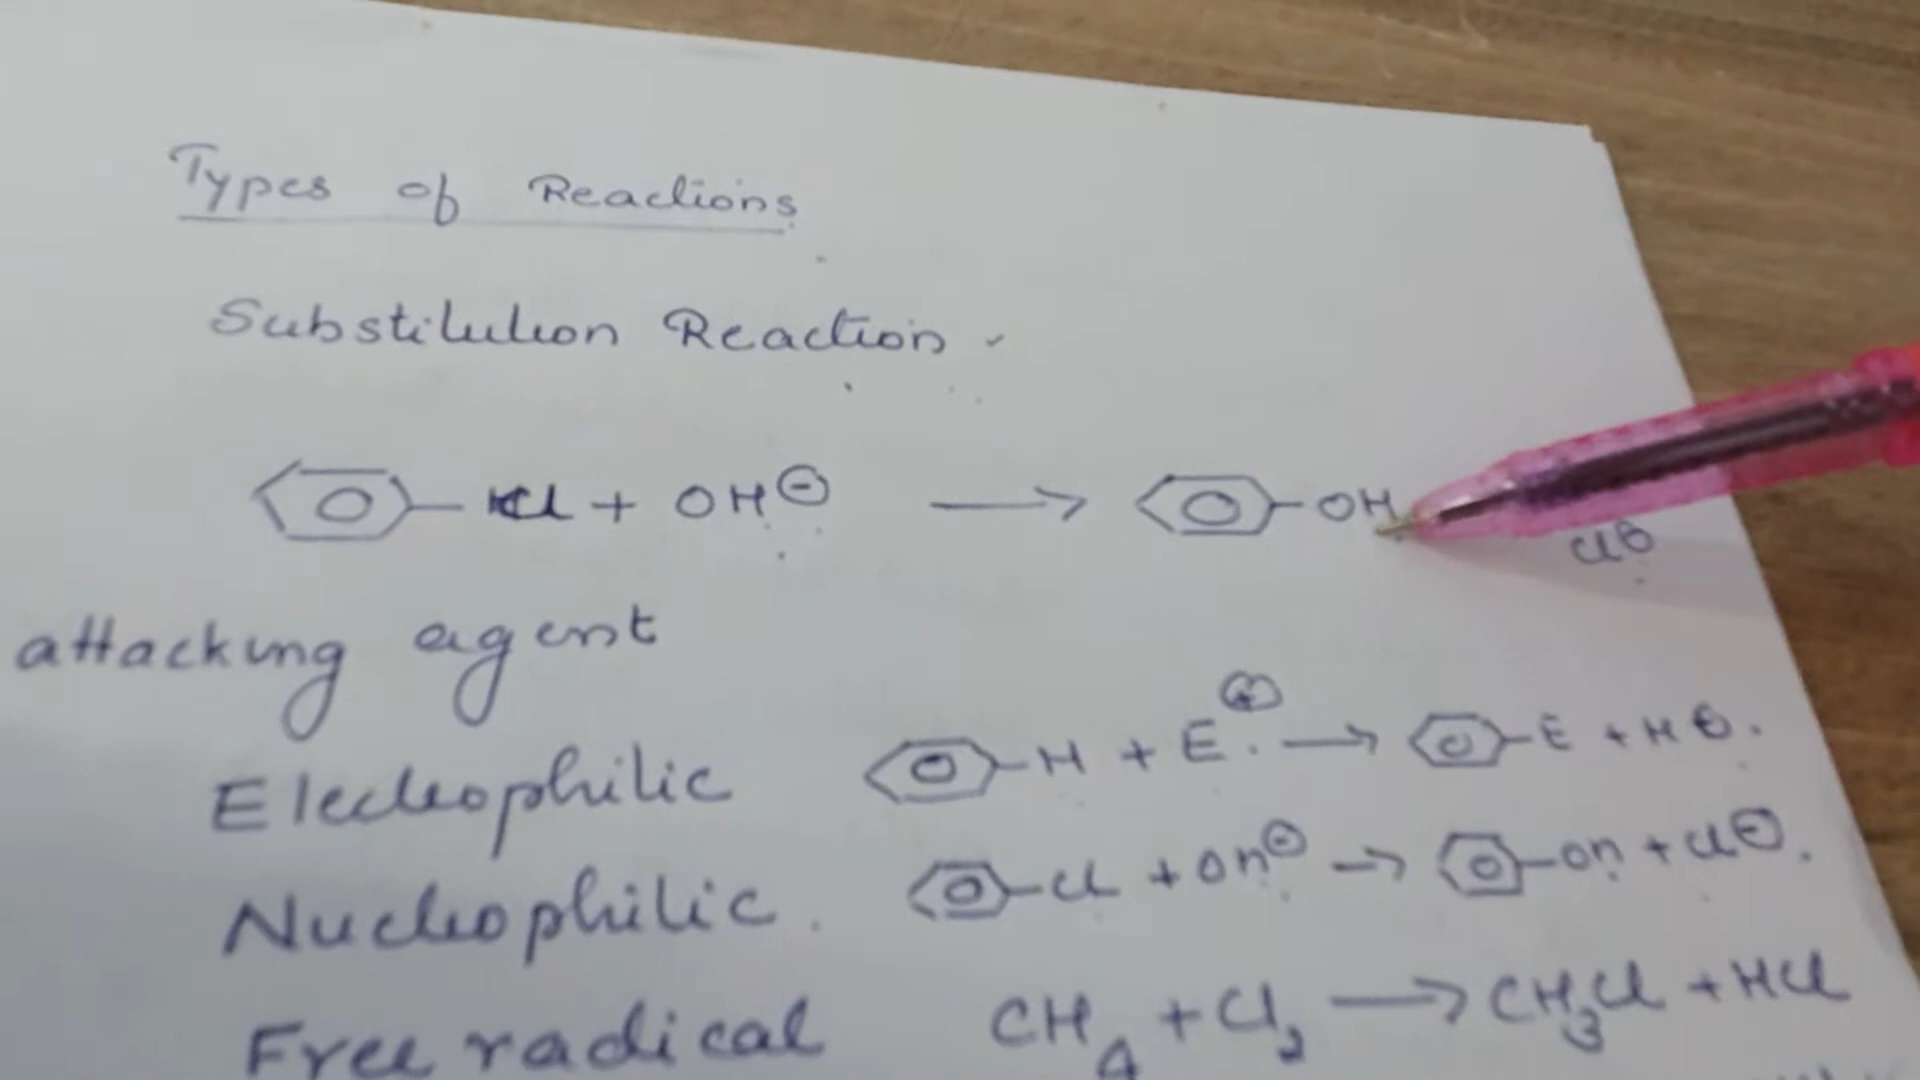 Types of Reactions
Substitution Reaction
Cl + OH⊖ → OH Cl⊖
attacking agent
Electrophilic H + E⊕ → E + H⊕.
Nucleophilic. Cl + OH⊖ → OH + Cl⊖.
Free radical CH4 + Cl2 → CH3Cl + HCl